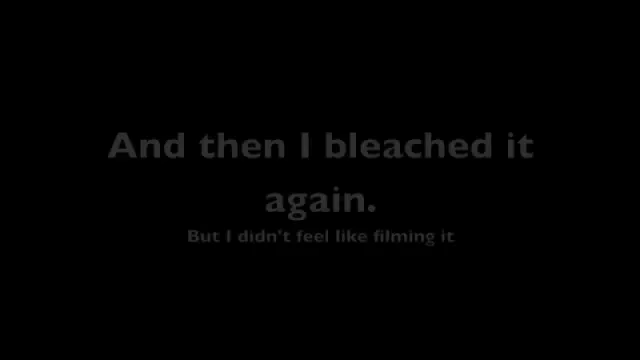 And then I bleached it
again.
But I didn't feel like filming it